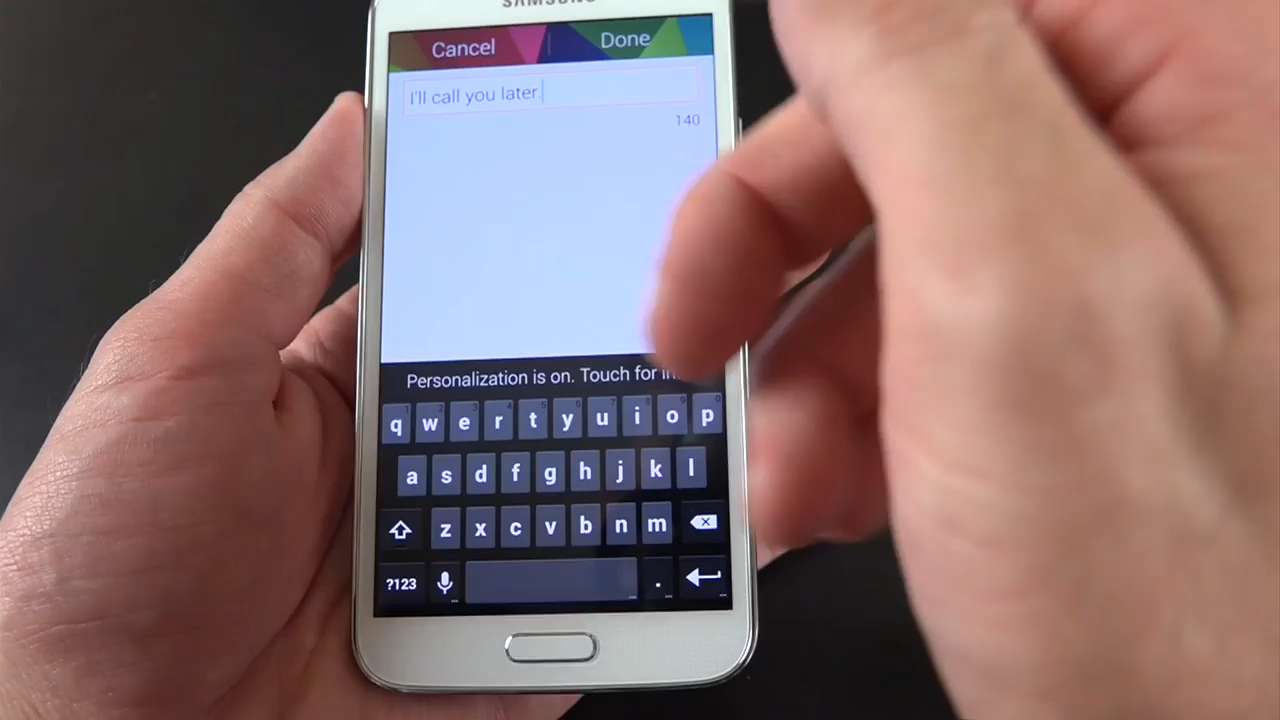 SAMSUNG
Cancel Done
I'll call you later.
140
Personalization is on. Touch for
q w e r t y u i o p
a s d f g h j k l
z x c v b n m
?123 .